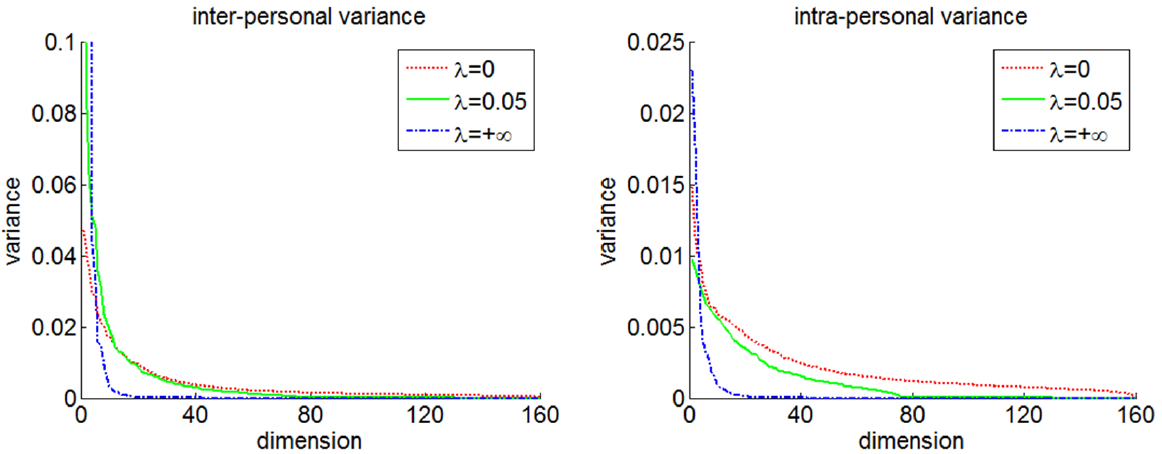 inter-personal variance
0.1
0.08
0.06
0.04
0.02
0
variance
0 40 80 120 160
dimension
λ=0
λ=0.05
λ=+∞
intra-personal variance
0.025
0.02
0.015
0.01
0.005
0
variance
0 40 80 120 160
dimension
λ=0
λ=0.05
λ=+∞